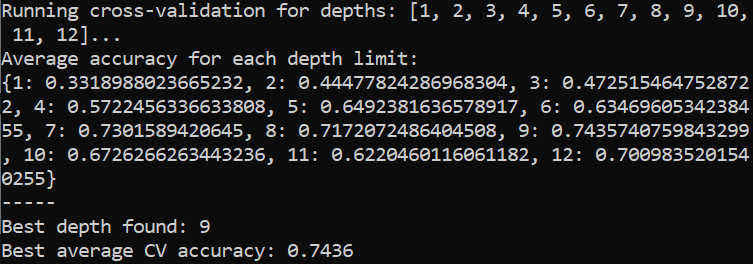 Running cross-validation for depths: [1, 2, 3, 4, 5, 6, 7, 8, 9, 10,
 11, 12]...
Average accuracy for each depth limit:
{1: 0.3318988023665232, 2: 0.44477824286968304, 3: 0.472515464752872
2, 4: 0.5722456336633808, 5: 0.6492381636578917, 6: 0.63469605342384
55, 7: 0.7301589420645, 8: 0.7172072486404508, 9: 0.7435740759843299
, 10: 0.6726266263443236, 11: 0.6220460116061182, 12: 0.700983520154
0255}
-----
Best depth found: 9
Best average CV accuracy: 0.7436